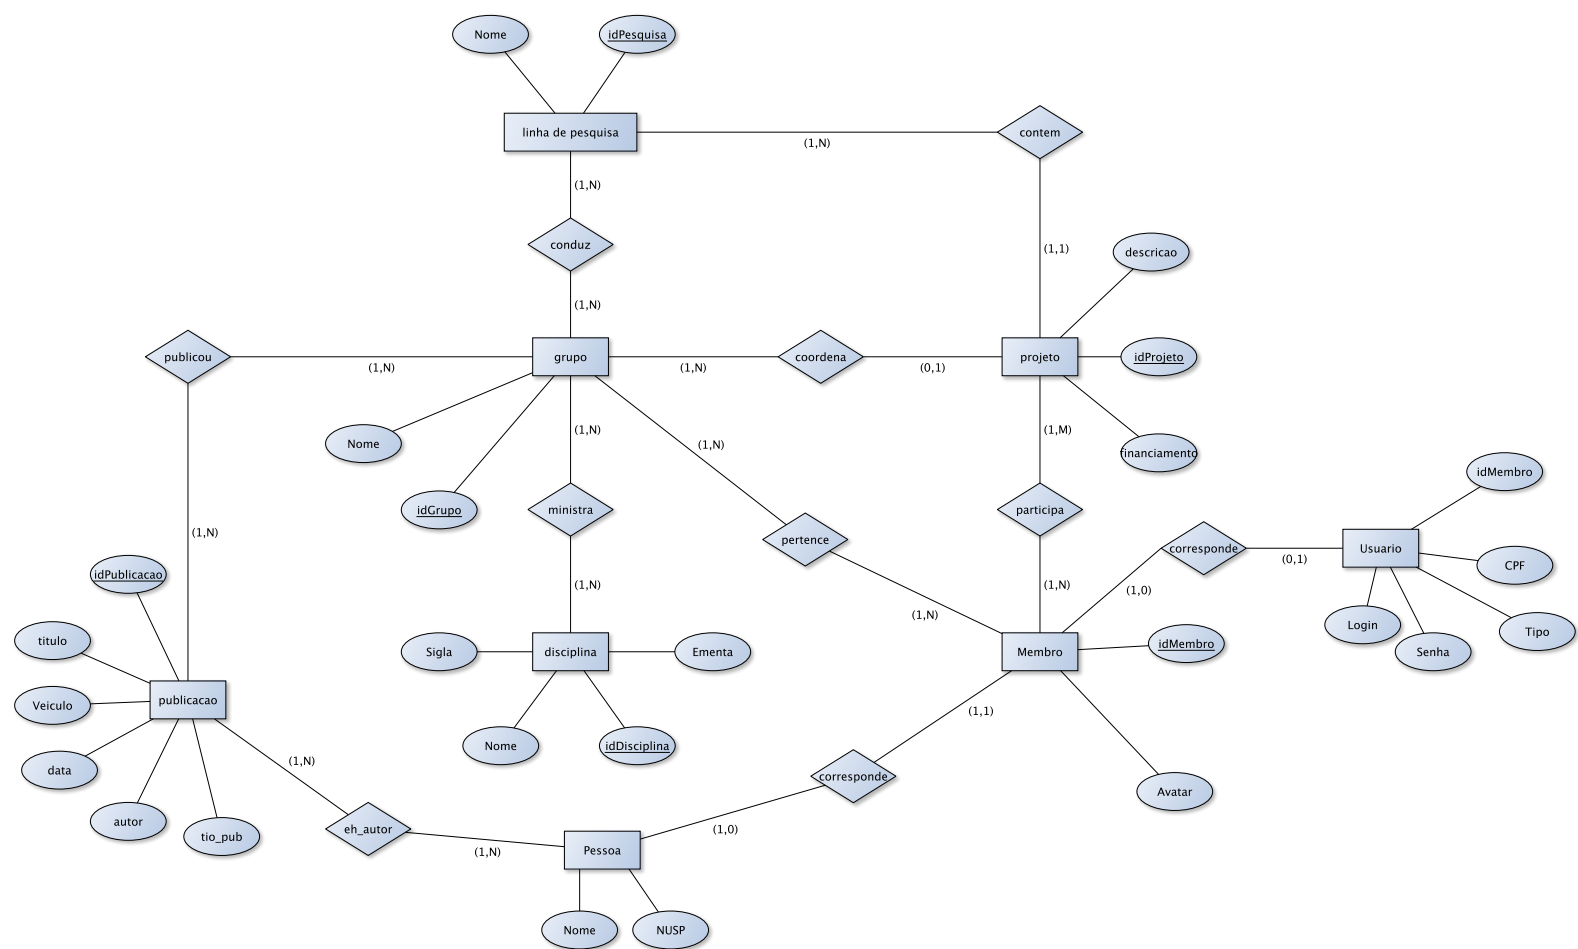 Nome
idPesquisa
linha de pesquisa
contem
(1,N)
(1,N)
conduz
(1,1)
descricao
(1,N)
publicou
grupo
coordena
projeto
idProjeto
(1,N)
(1,N)
(0,1)
Nome
(1,N)
(1,N)
(1,M)
financiamento
idMembro
idGrupo
ministra
participa
pertence
(1,N)
corresponde
Usuario
(0,1)
CPF
idPublicacao
(1,N)
(1,N)
(1,0)
(1,N)
Login
Tipo
titulo
Sigla
disciplina
Ementa
Membro
idMembro
Senha
publicacao
Veiculo
(1,1)
Nome
idDisciplina
data
(1,N)
corresponde
Avatar
autor
tio_pub
eh_autor
(1,0)
(1,N)
Pessoa
Nome
NUSP